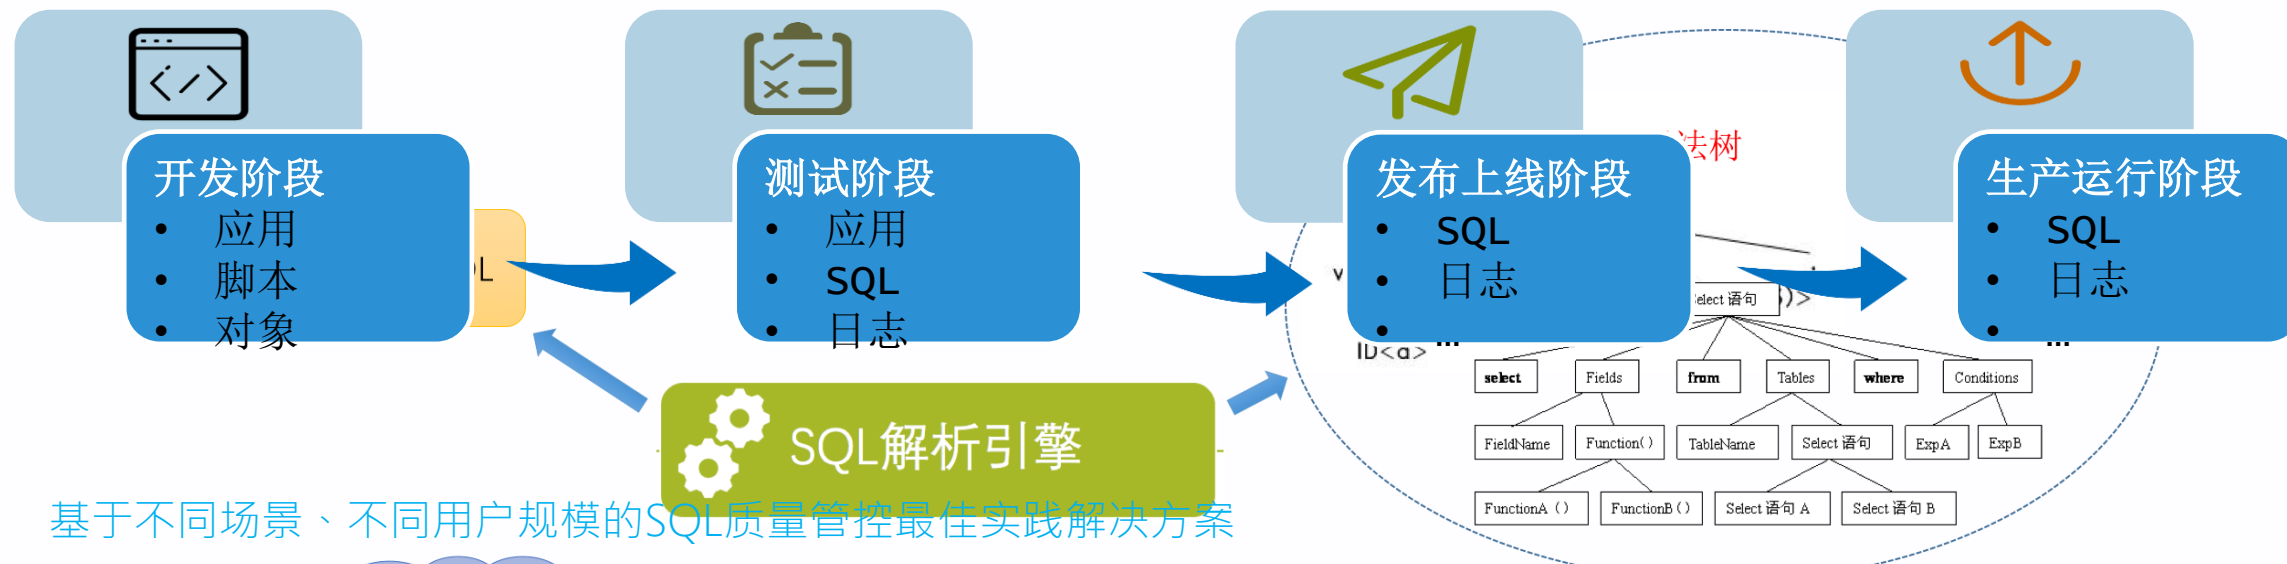 开发阶段
• 应用
• 脚本
• 对象
测试阶段
• 应用
• SQL
• 日志
发布上线阶段
• SQL
• 日志
• …
生产运行阶段
• SQL
• 日志
• …
法树
ID<a>
SQL解析引擎
基于不同场景、不同用户规模的SQL质量管控最佳实践解决方案
Select 语句
select
Fields
from
Tables
where
Conditions
FieldName
Function( )
TableName
Select 语句
ExpA
ExpB
FunctionA ( )
FunctionB ( )
Select 语句 A
Select 语句 B